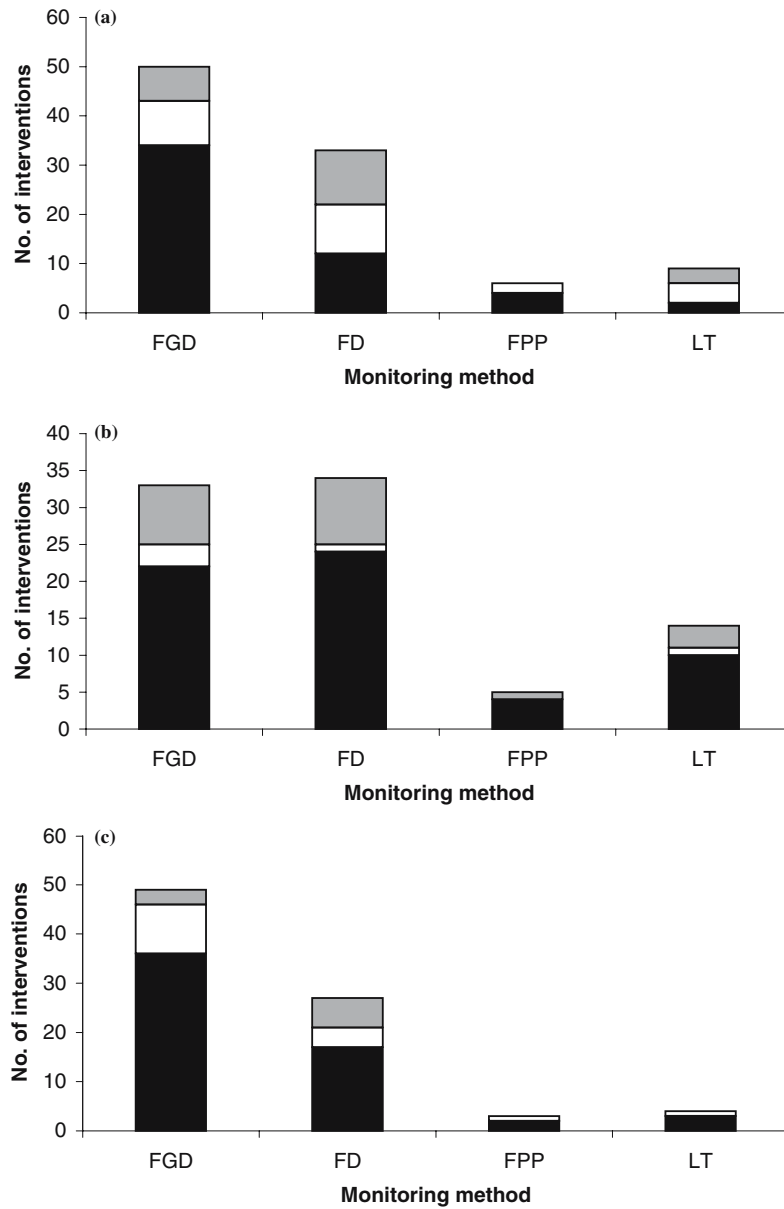 (a)
60
50
40
30
20
10
0
No. of interventions
FGD FD FPP LT
Monitoring method
(b)
40
35
30
25
20
15
10
5
0
No. of interventions
FGD FD FPP LT
Monitoring method
(c)
60
50
40
30
20
10
0
No. of interventions
FGD FD FPP LT
Monitoring method